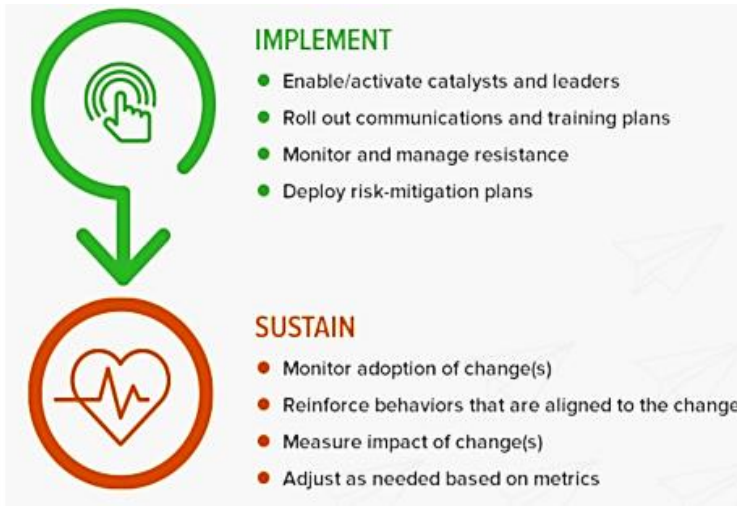 IMPLEMENT
Enable/activate catalysts and leaders
Roll out communications and training plans
Monitor and manage resistance
Deploy risk-mitigation plans
SUSTAIN
Monitor adoption of change(s)
Reinforce behaviors that are aligned to the change
Measure impact of change(s)
Adjust as needed based on metrics